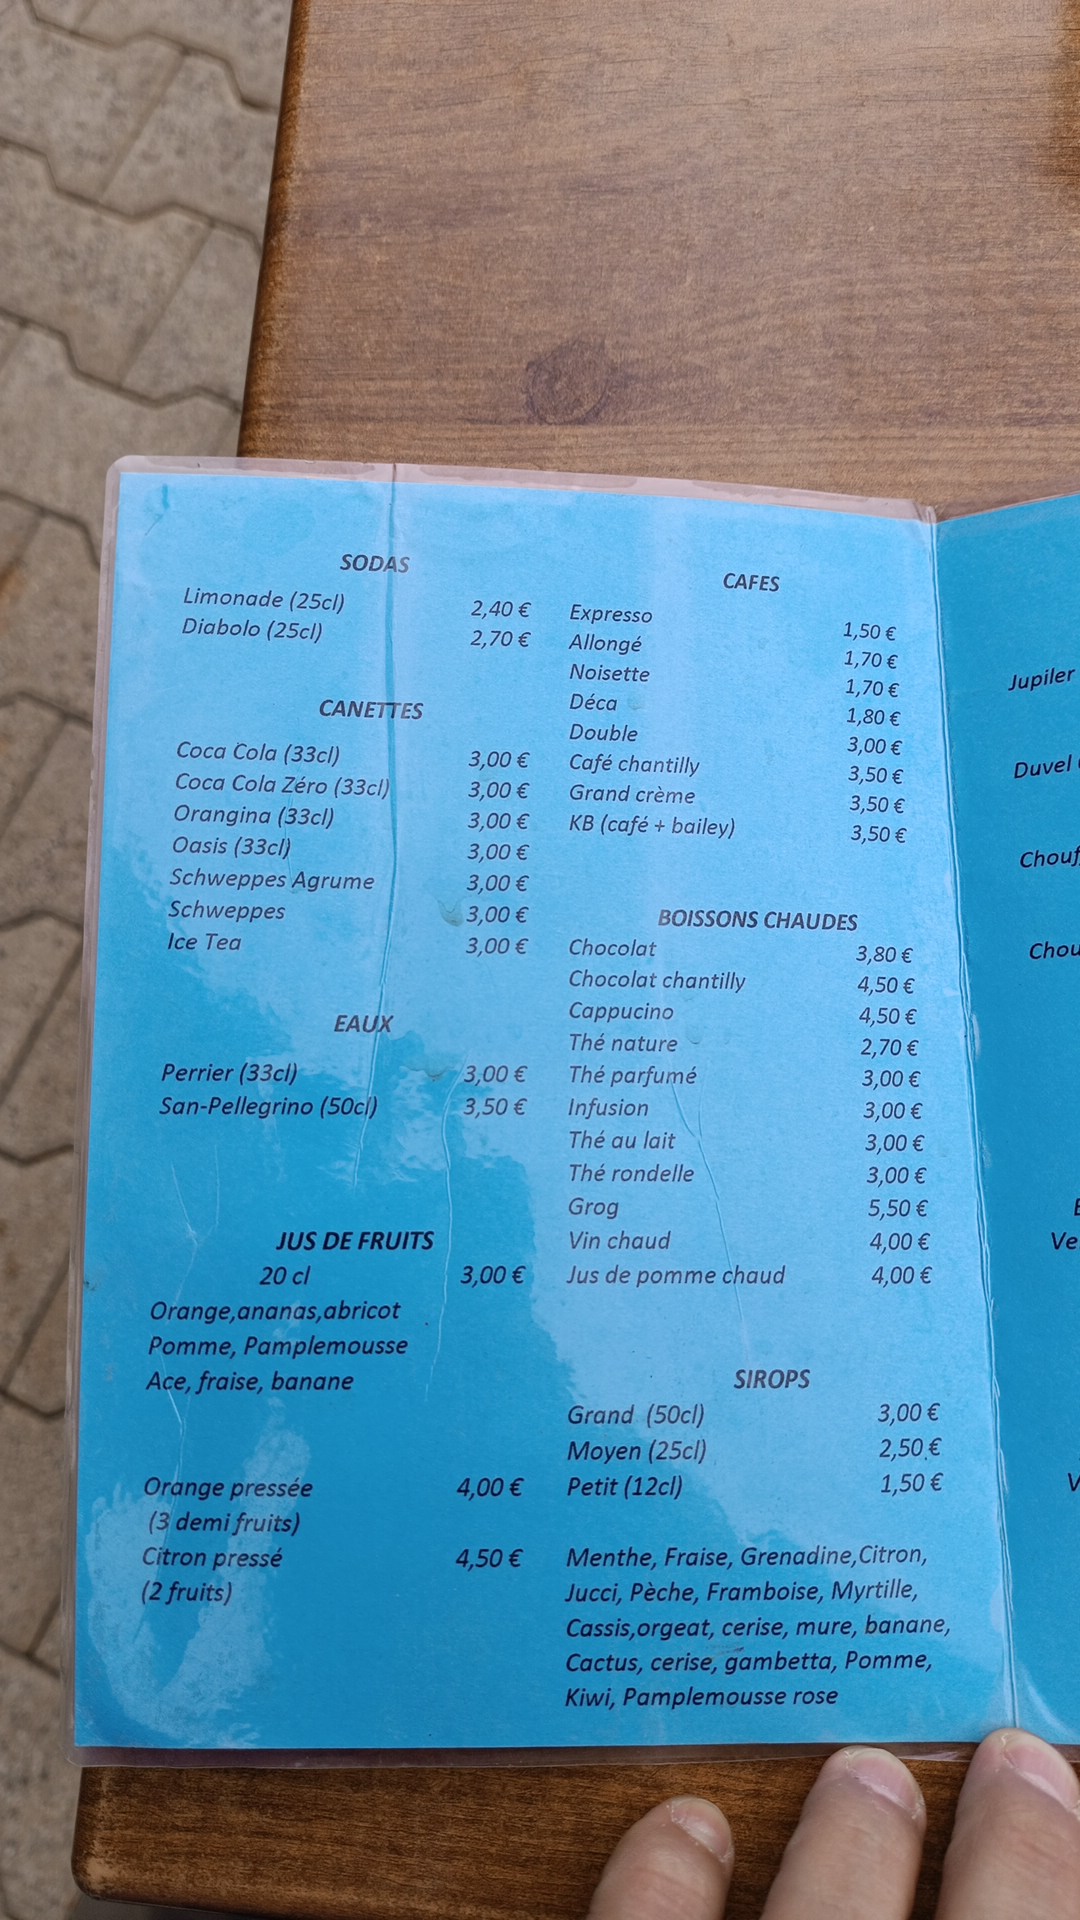 SODAS
Limonade (25cl) 2,40 €
Diabolo (25cl) 2,70 €
CANETTES
Coca Cola (33cl) 3,00 €
Coca Cola Zéro (33cl) 3,00 €
Orangina (33cl) 3,00 €
Oasis (33cl) 3,00 €
Schweppes Agrume 3,00 €
Schweppes 3,00 €
Ice Tea 3,00 €
EAUX
Perrier (33cl) 3,00 €
San-Pellegrino (50cl) 3,50 €
JUS DE FRUITS
20 cl 3,00 €
Orange,ananas,abricot
Pomme, Pamplemousse
Ace, fraise, banane
Orange pressée 4,00 €
(3 demi fruits)
Citron pressé 4,50 €
(2 fruits)
CAFES
Expresso 1,50 €
Allongé 1,70 €
Noisette 1,70 €
Déca 1,80 €
Double 3,00 €
Café chantilly 3,50 €
Grand crème 3,50 €
KB (café + bailey) 3,50 €
BOISSONS CHAUDES
Chocolat 3,80 €
Chocolat chantilly 4,50 €
Cappucino 4,50 €
Thé nature 2,70 €
Thé parfumé 3,00 €
Infusion 3,00 €
Thé au lait 3,00 €
Thé rondelle 3,00 €
Grog 5,50 €
Vin chaud 4,00 €
Jus de pomme chaud 4,00 €
SIROPS
Grand (50cl) 3,00 €
Moyen (25cl) 2,50 €
Petit (12cl) 1,50 €
Menthe, Fraise, Grenadine,Citron,
Jucci, Pèche, Framboise, Myrtille,
Cassis,orgeat, cerise, mure, banane,
Cactus, cerise, gambetta, Pomme,
Kiwi, Pamplemousse rose
Jupiler
Duvel